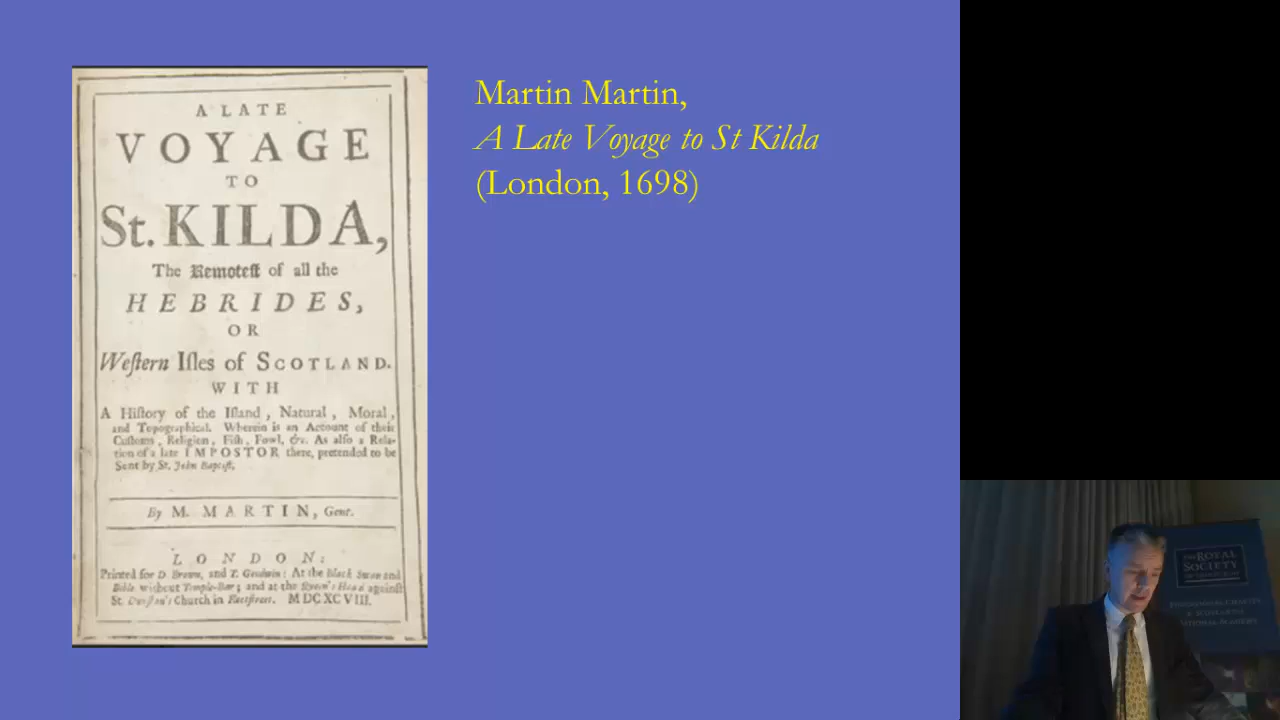 A LATE
VOYAGE
TO
St. KILDA,
The Remoteſt of all the
HEBRIDES,
OR
Weſtern Iſles of SCOTLAND.
WITH
A Hiſtory of the Iſland, Natural, Moral,
and Topographical. Wherein is an Account of their
Cuſtoms, Religion, Fiſh, Fowl, &c. As alſo a Rela-
tion of a late IMPOSTOR there, pretended to be
Sent by St. John Baptiſt.
By M. MARTIN, Gent.
LONDON:
Printed for D. Brown, and T. Goodwin: At the Black Swan and
Bible without Temple-Bar; and at the Queen's Head againſt
St. Dunſtan's Church in Fleetſtreet. MDCXCVIII.
Martin Martin,
A Late Voyage to St Kilda
(London, 1698)
THE ROYAL
SOCIETY